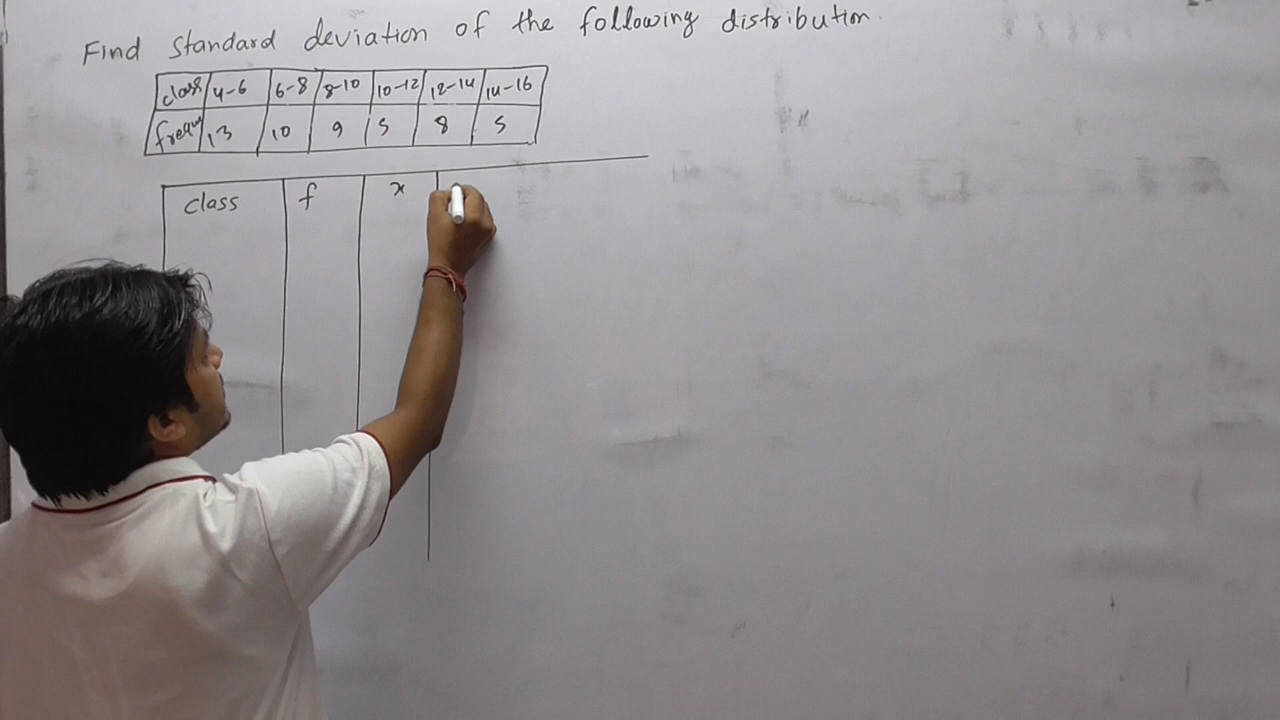 Find standard deviation of the following distribution.
class 4-6 6-8 8-10 10-12 12-14 14-16
frequ 13 10 9 5 8 5
class f x